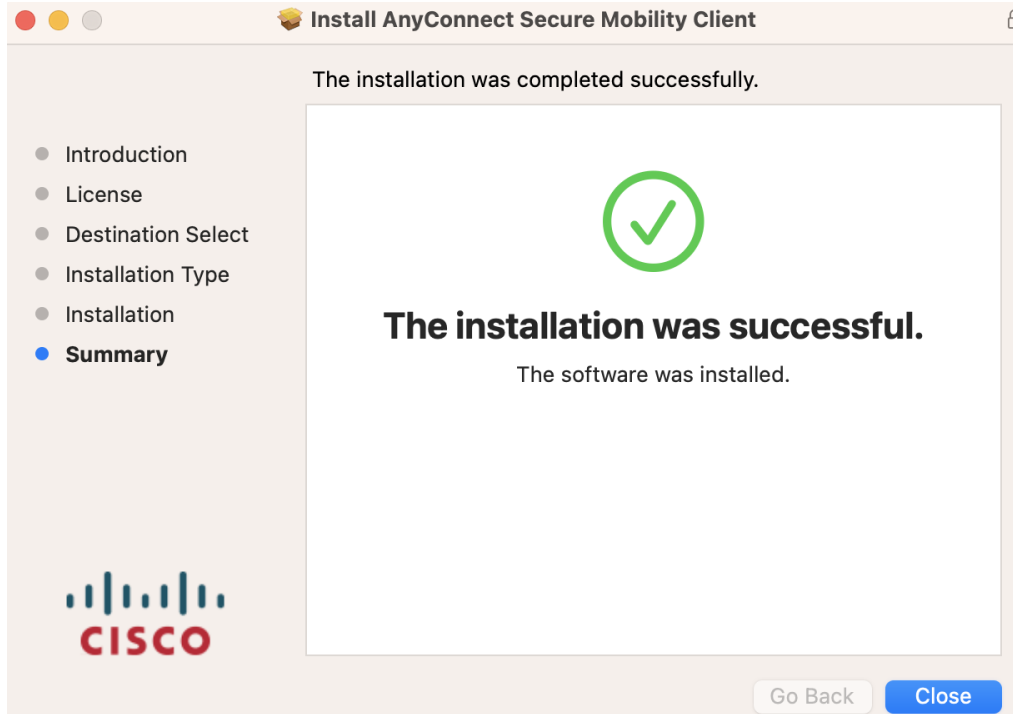 Install AnyConnect Secure Mobility Client
The installation was completed successfully.
Introduction
License
Destination Select
Installation Type
Installation
Summary
The installation was successful.
The software was installed.
CISCO
Go Back
Close